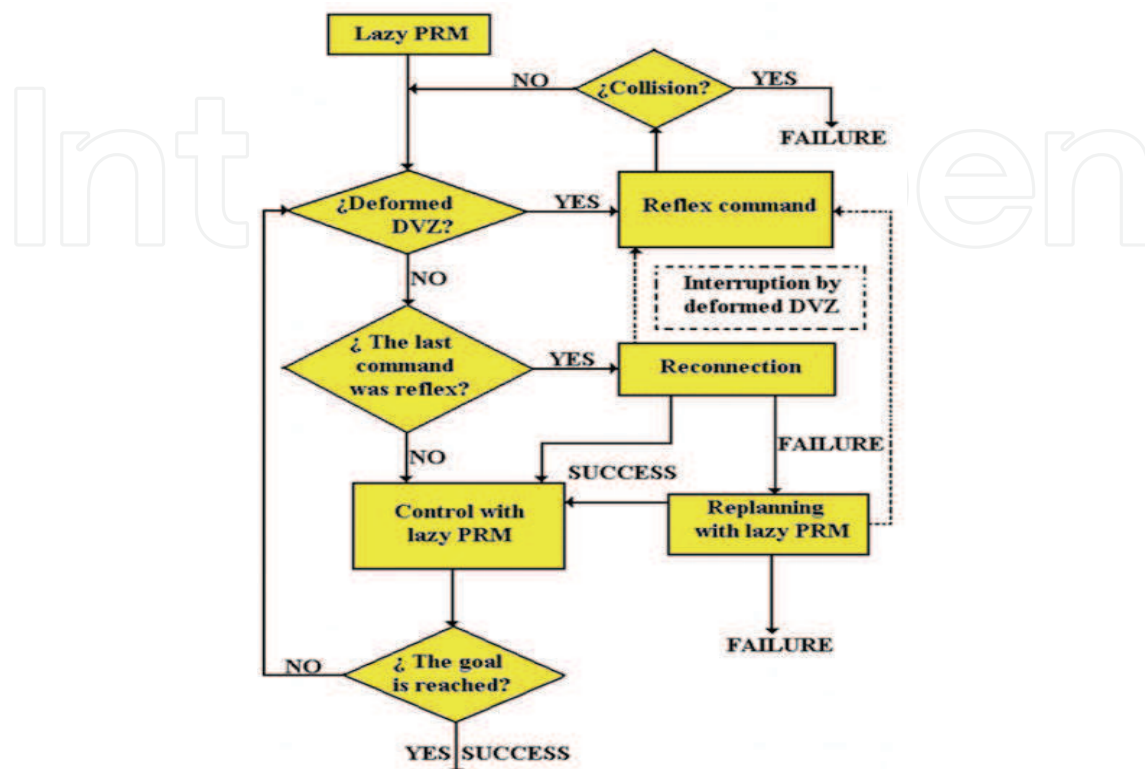 Lazy PRM
NO
¿Collision?
YES
FAILURE
¿Deformed
DVZ?
YES
Reflex command
NO
Interruption by
deformed DVZ
¿ The last
command
was reflex?
YES
Reconnection
NO
FAILURE
SUCCESS
Control with
lazy PRM
Replanning
with lazy PRM
FAILURE
NO
¿ The goal
is reached?
YES SUCCESS
Int
en